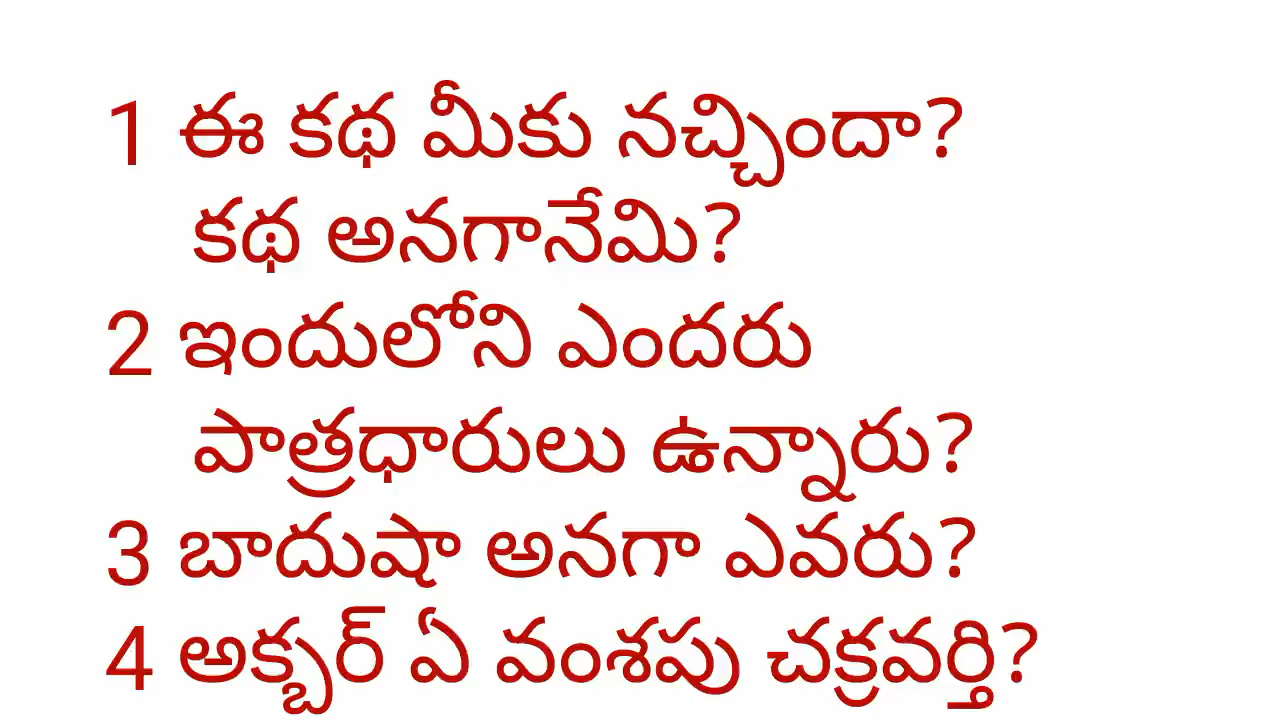 1 ఈ కథ మీకు నచ్చిందా?
కథ అనగానేమి?
2 ఇందులోని ఎందరు
పాత్రధారులు ఉన్నారు?
3 బాదుషా అనగా ఎవరు?
4 అక్బర్ ఏ వంశపు చక్రవర్తి?